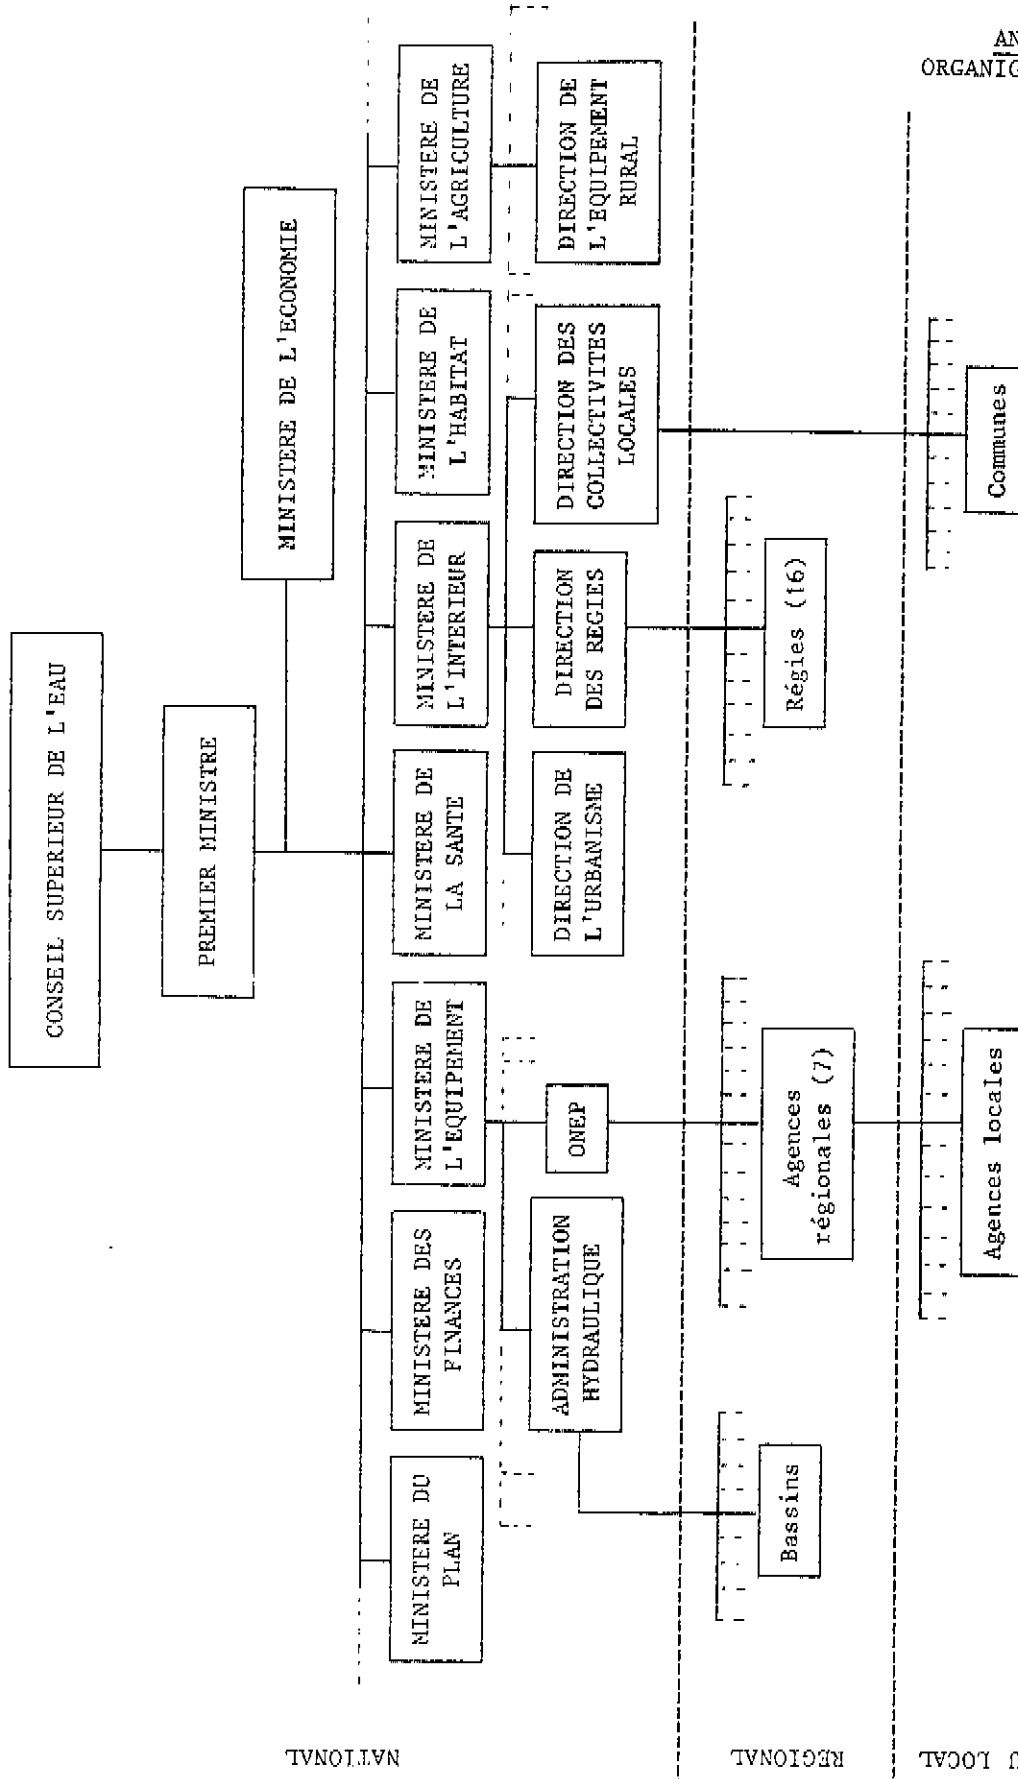 AN
ORGANIG
CONSEIL SUPERIEUR DE L'EAU
PREMIER MINISTRE
MINISTERE DE L'ECONOMIE
NATIONAL
MINISTERE DU
PLAN
MINISTERE DES
FINANCES
MINISTERE DE
L'EQUIPEMENT
MINISTERE DE
LA SANTE
MINISTERE DE
L'INTERIEUR
MINISTERE DE
L'HABITAT
MINISTERE DE
L'AGRICULTURE
ADMINISTRATION
HYDRAULIQUE
ONEP
DIRECTION DE
L'URBANISME
DIRECTION
DES REGIES
DIRECTION DES
COLLECTIVITES
LOCALES
DIRECTION DE
L'EQUIPEMENT
RURAL
REGIONAL
Bassins
Agences
régionales (7)
Régies (16)
U LOCAL
Agences locales
Communes